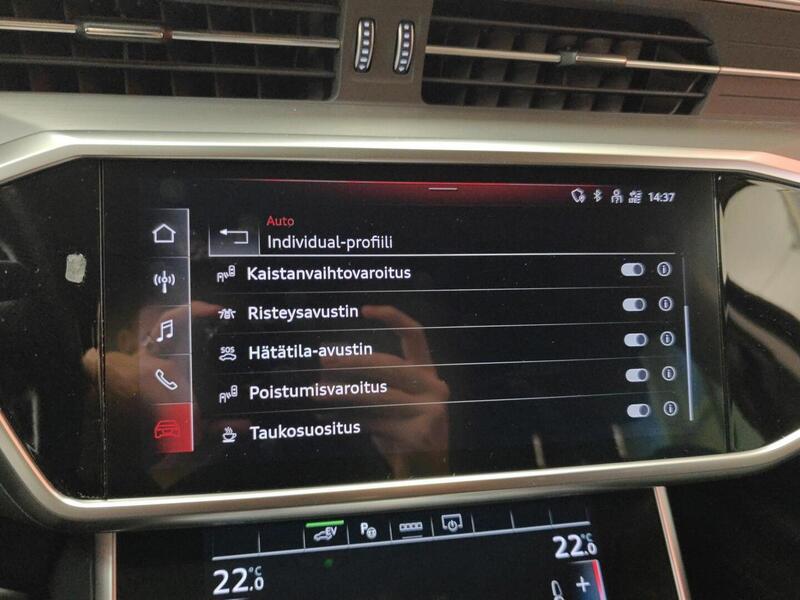 14:37
Auto
Individual-profiili
Kaistanvaihtovaroitus
Risteysavustin
SOS
Hätätila-avustin
Poistumisvaroitus
Taukosuositus
EV
P
22.0 °C
22.0 °C
+